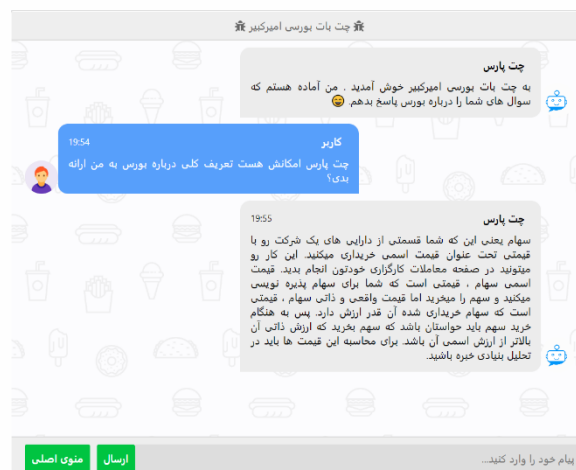 چت بات بورسی امیرکبیر
چت پارس
به چت بات بورسی امیرکبیر خوش آمدید . من آماده هستم که
سوال های شما را درباره بورس پاسخ بدهم. 😄
کاربر 19:54
چت پارس امکانش هست تعریف کلی درباره بورس به من ارائه
بدی؟
چت پارس 19:55
سهام یعنی این که شما قسمتی از دارایی های یک شرکت رو با
قیمتی تحت عنوان قیمت اسمی خریداری میکنید. این کار رو
میتونید در صفحه معاملات کارگزاری خودتون انجام بدید. قیمت
اسمی سهام ، قیمتی است که شما برای سهام پذیره نویسی
میکنید و سهم را میخرید اما قیمت واقعی و ذاتی سهام ، قیمتی
است که سهام خریداری شده آن قدر ارزش دارد. پس به هنگام
خرید سهم باید حواستان باشد که سهم بخرید که ارزش ذاتی آن
بالاتر از ارزش اسمی آن باشد. برای محاسبه این قیمت ها باید در
تحلیل بنیادی خبره باشید.
پیام خود را وارد کنید...
ارسال
منوی اصلی